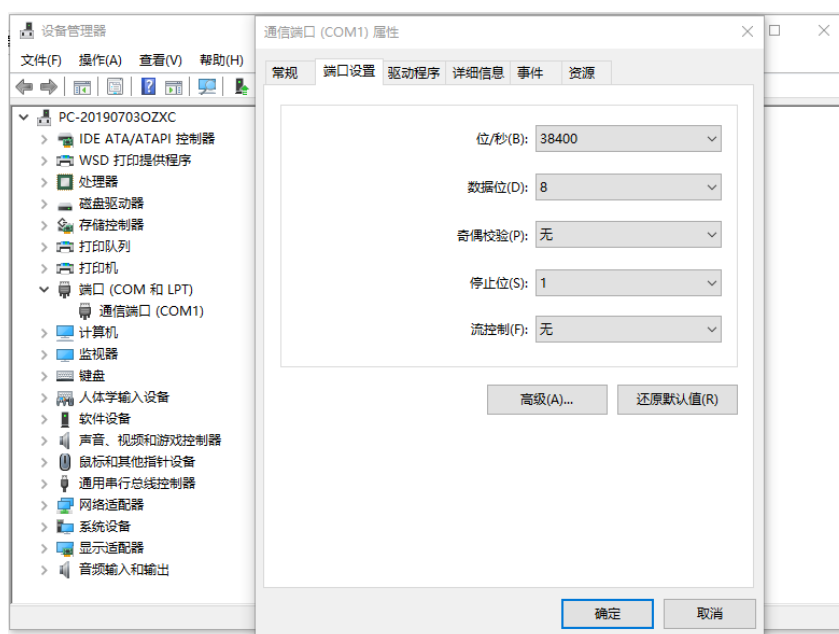 设备管理器
文件(F) 操作(A) 查看(V) 帮助(H)
PC-20190703OZXC
IDE ATA/ATAPI 控制器
WSD 打印提供程序
处理器
磁盘驱动器
存储控制器
打印队列
打印机
端口 (COM 和 LPT)
通信端口 (COM1)
计算机
监视器
键盘
人体学输入设备
软件设备
声音、视频和游戏控制器
鼠标和其他指针设备
通用串行总线控制器
网络适配器
系统设备
显示适配器
音频输入和输出
通信端口 (COM1) 属性
常规 端口设置 驱动程序 详细信息 事件 资源
位/秒(B): 38400
数据位(D): 8
奇偶校验(P): 无
停止位(S): 1
流控制(F): 无
高级(A)... 还原默认值(R)
确定 取消